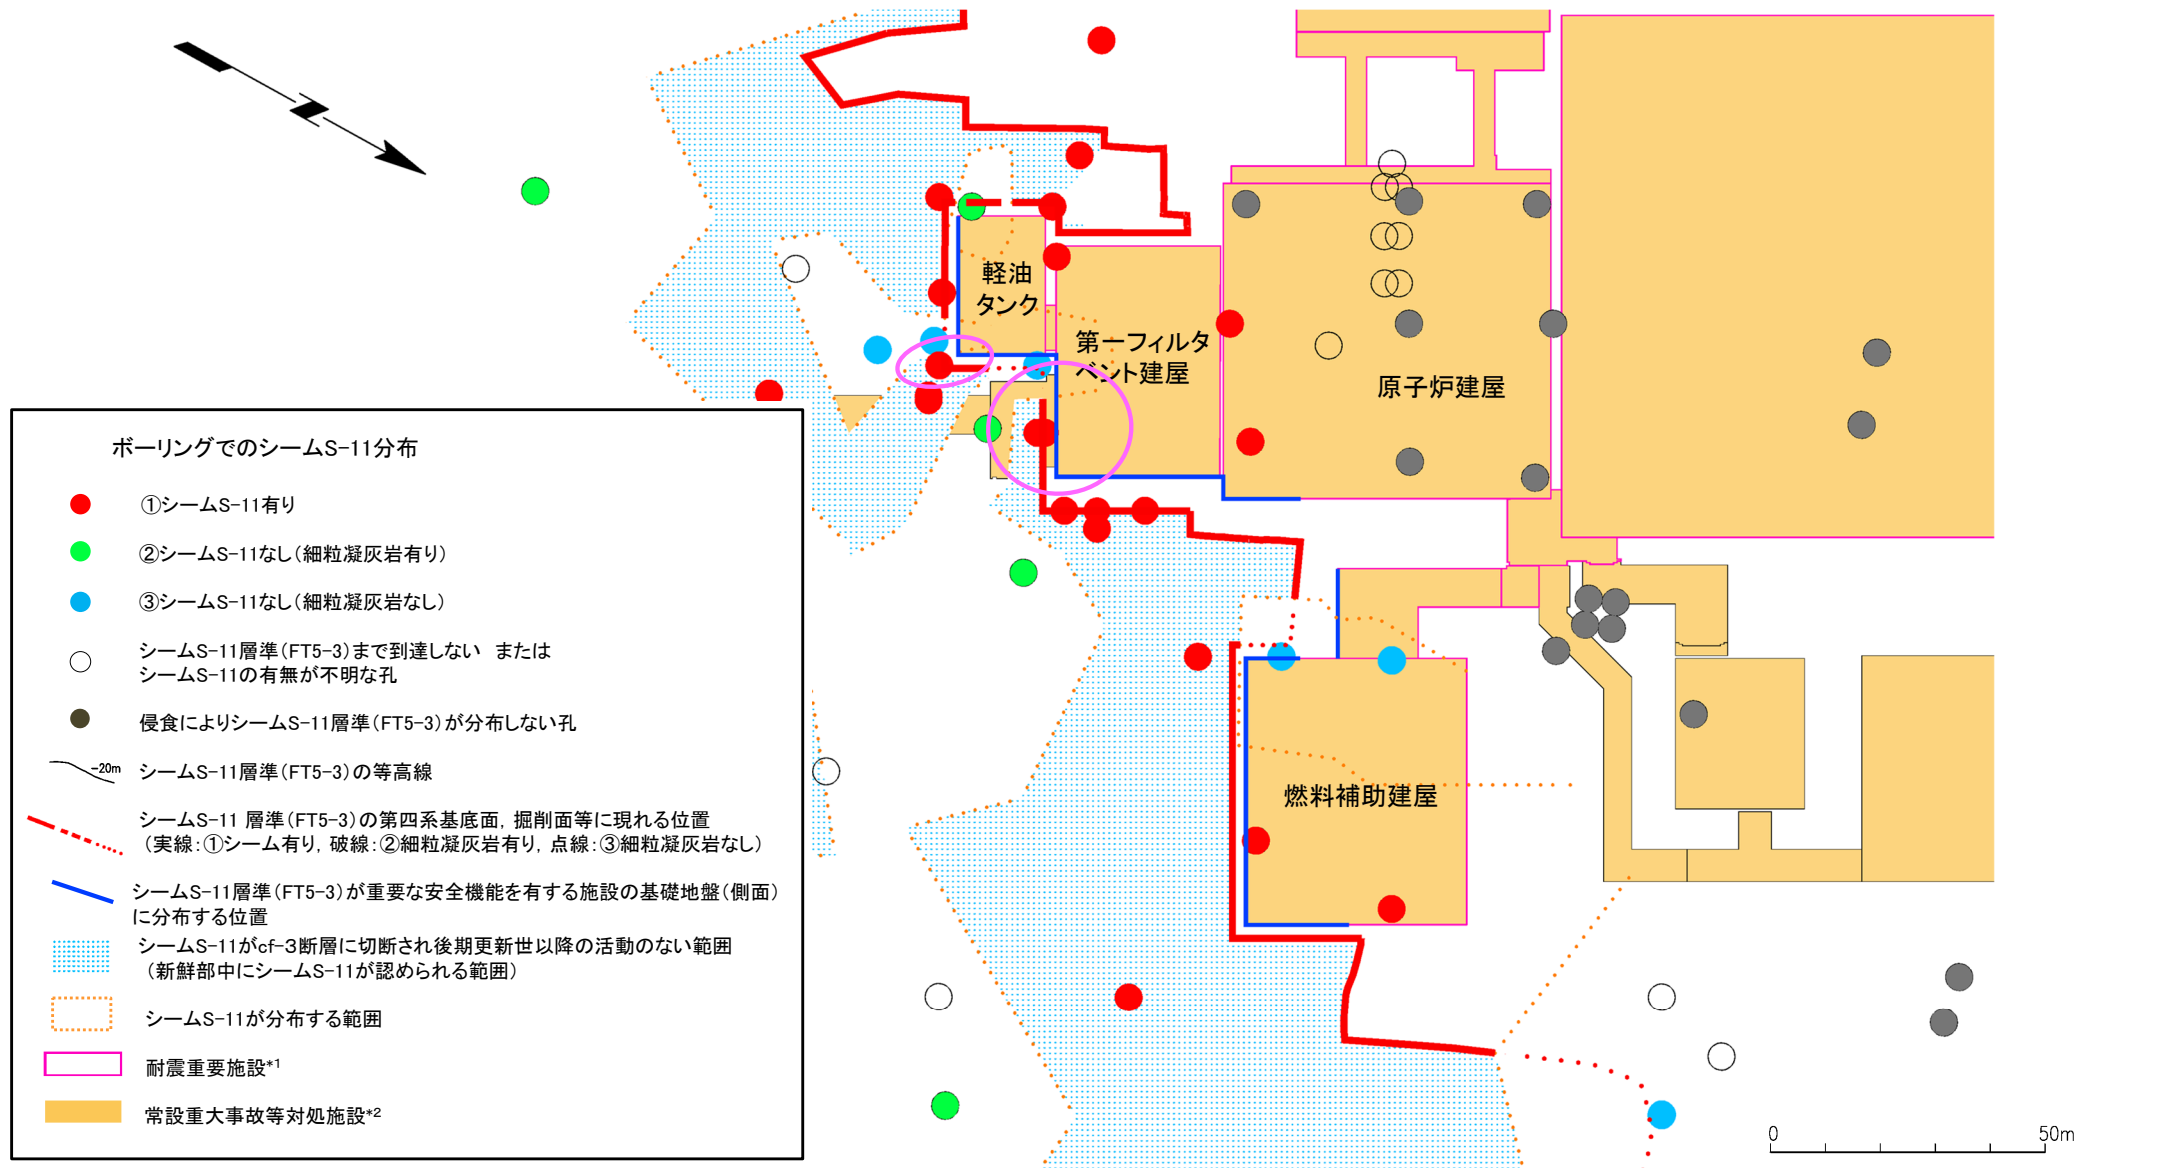 軽油
タンク
第一フィルタ
ベント建屋
原子炉建屋
燃料補助建屋
ボーリングでのシームS-11分布
①シームS-11有り
②シームS-11なし(細粒凝灰岩有り)
③シームS-11なし(細粒凝灰岩なし)
シームS-11層準(FT5-3)まで到達しない または
シームS-11の有無が不明な孔
侵食によりシームS-11層準(FT5-3)が分布しない孔
-20m シームS-11層準(FT5-3)の等高線
シームS-11 層準(FT5-3)の第四系基底面, 掘削面等に現れる位置
(実線:①シーム有り, 破線:②細粒凝灰岩有り, 点線:③細粒凝灰岩なし)
シームS-11層準(FT5-3)が重要な安全機能を有する施設の基礎地盤(側面)
に分布する位置
シームS-11がcf-3断層に切断され後期更新世以降の活動のない範囲
(新鮮部中にシームS-11が認められる範囲)
シームS-11が分布する範囲
耐震重要施設*1
常設重大事故等対処施設*2
0 50m